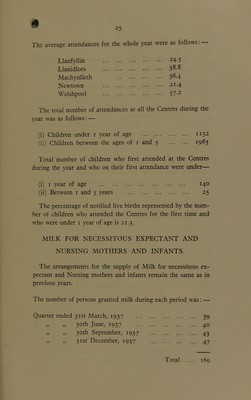 25
The average attendances for the whole year were as follows: —
Llanfyllin ... ... ... ... ... 24.5
Llanidloes ... ... ... ... ... 38.8
Machynlleth ... ... ... ... 36.4
Newtown ... ... ... ... ... 21.4
Welshpool ... ... ... ... ... 57.2
The total number of attendances at all the Centres during the
year was as follows: —
(i) Children under 1 year of age ... ... ... ... 1152
(ii) Children between the ages of 1 and 5 ... ... 1963
Total number of children who first attended at the Centres
during the year and who on their first attendance were under—
(i) 1 year of age ... ... ... ... ... ... 140
(ii) Between 1 and 5 years ... ... ... ... ... 25
The percentage of notified live births represented by the num-
ber of children who attended the Centres for the first time and
who were under 1 year of age is 21.3.
MILK FOR NECESSITOUS EXPECTANT AND
NURSING MOTHERS AND INFANTS.
The arrangements for the supply of Milk for necessitous ex-
pectant and Nursing mothers and infants remained the same as in
previous years.
The number of persons granted milk during each period was: —
Quarter ended 31st March, 1937 ... ... ... ... ... 39
„ „ 30th June, 1937 ... ... ... ... ... 40
„ „ 30th September, 1937 ... ... ... ... 43
„ „ 31st December, 1937 ... ... ... ... 47
Total ... 169